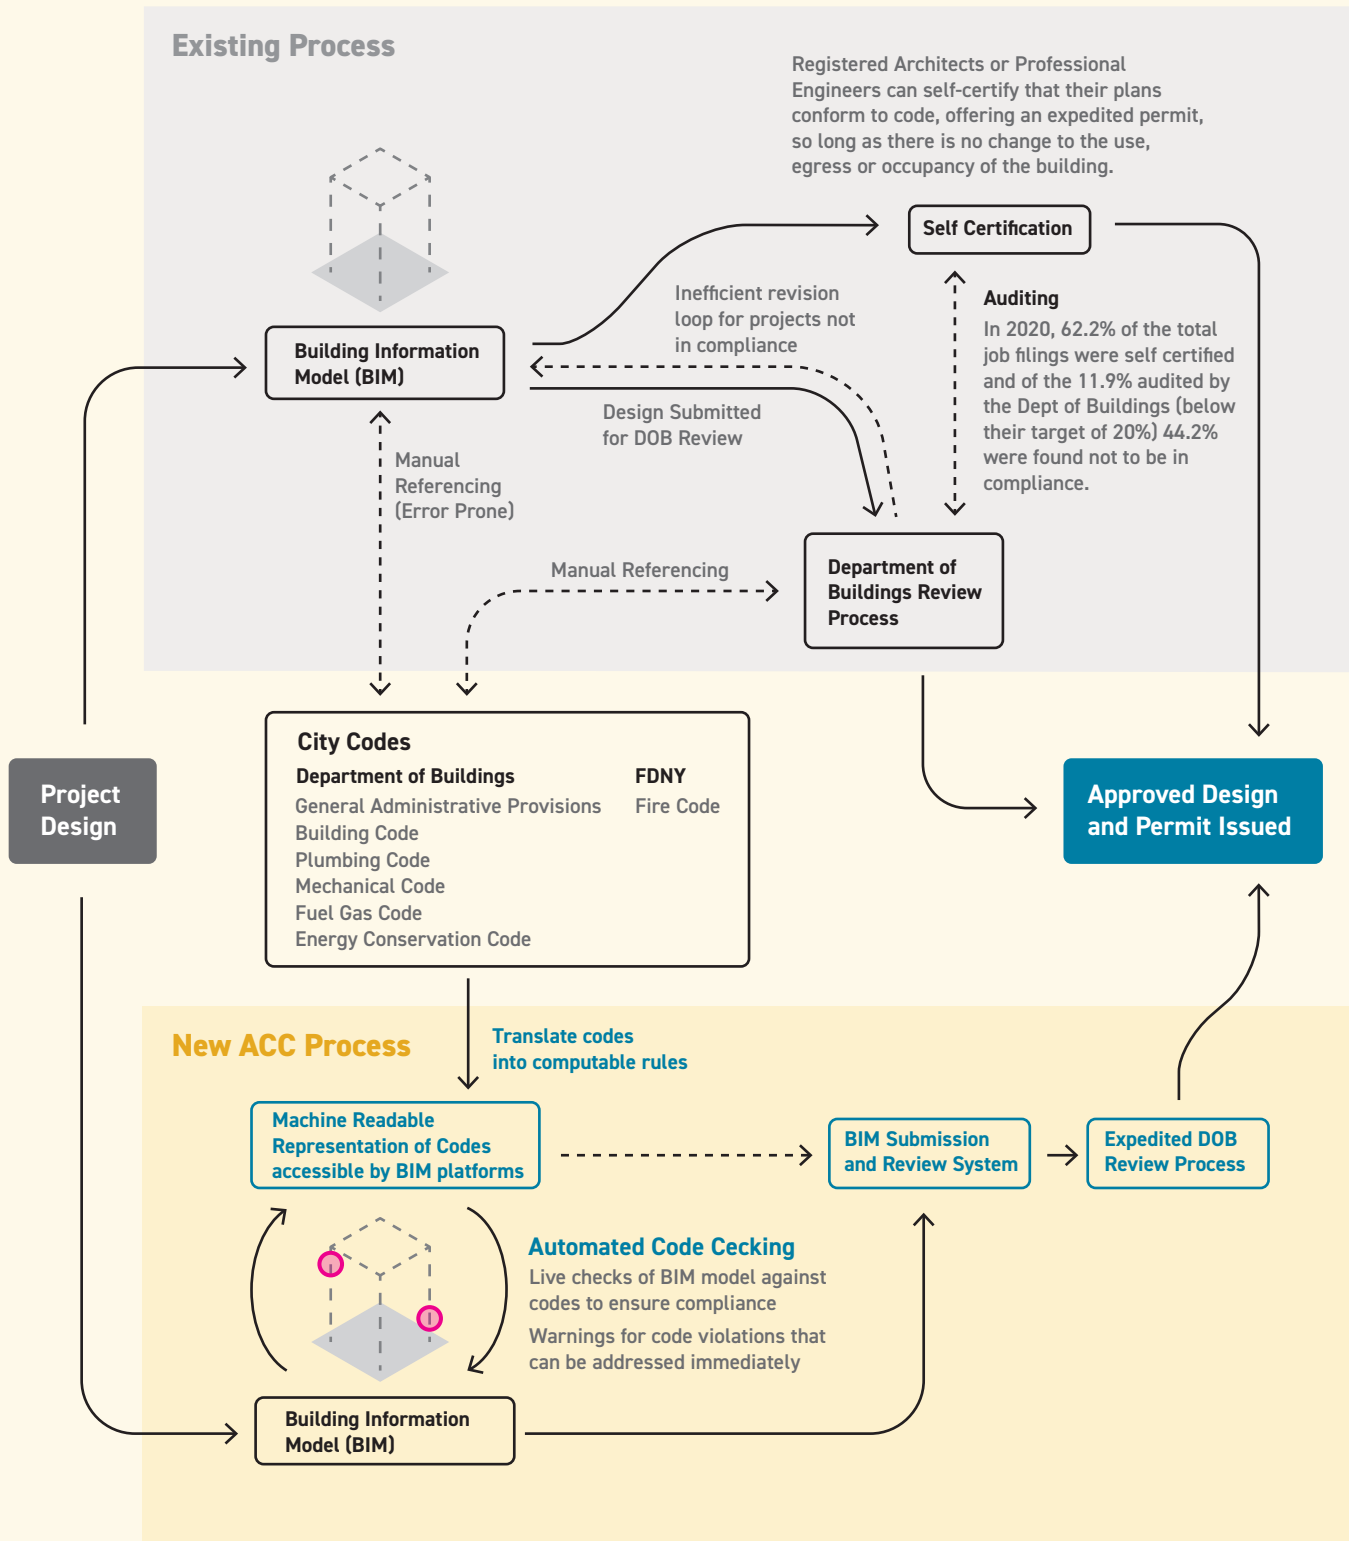 Existing Process
Registered Architects or Professional
Engineers can self-certify that their plans
conform to code, offering an expedited permit,
so long as there is no change to the use,
egress or occupancy of the building.
Self Certification
Inefficient revision
loop for projects not
in compliance
Auditing
In 2020, 62.2% of the total
job filings were self certified
and of the 11.9% audited by
the Dept of Buildings (below
their target of 20%) 44.2%
were found not to be in
compliance.
Building Information
Model (BIM)
Design Submitted
for DOB Review
Manual
Referencing
(Error Prone)
Manual Referencing
Department of
Buildings Review
Process
Project
Design
City Codes
Department of Buildings
General Administrative Provisions
Building Code
Plumbing Code
Mechanical Code
Fuel Gas Code
Energy Conservation Code
FDNY
Fire Code
Approved Design
and Permit Issued
New ACC Process
Translate codes
into computable rules
Machine Readable
Representation of Codes
accessible by BIM platforms
BIM Submission
and Review System
Expedited DOB
Review Process
Automated Code Cecking
Live checks of BIM model against
codes to ensure compliance
Warnings for code violations that
can be addressed immediately
Building Information
Model (BIM)